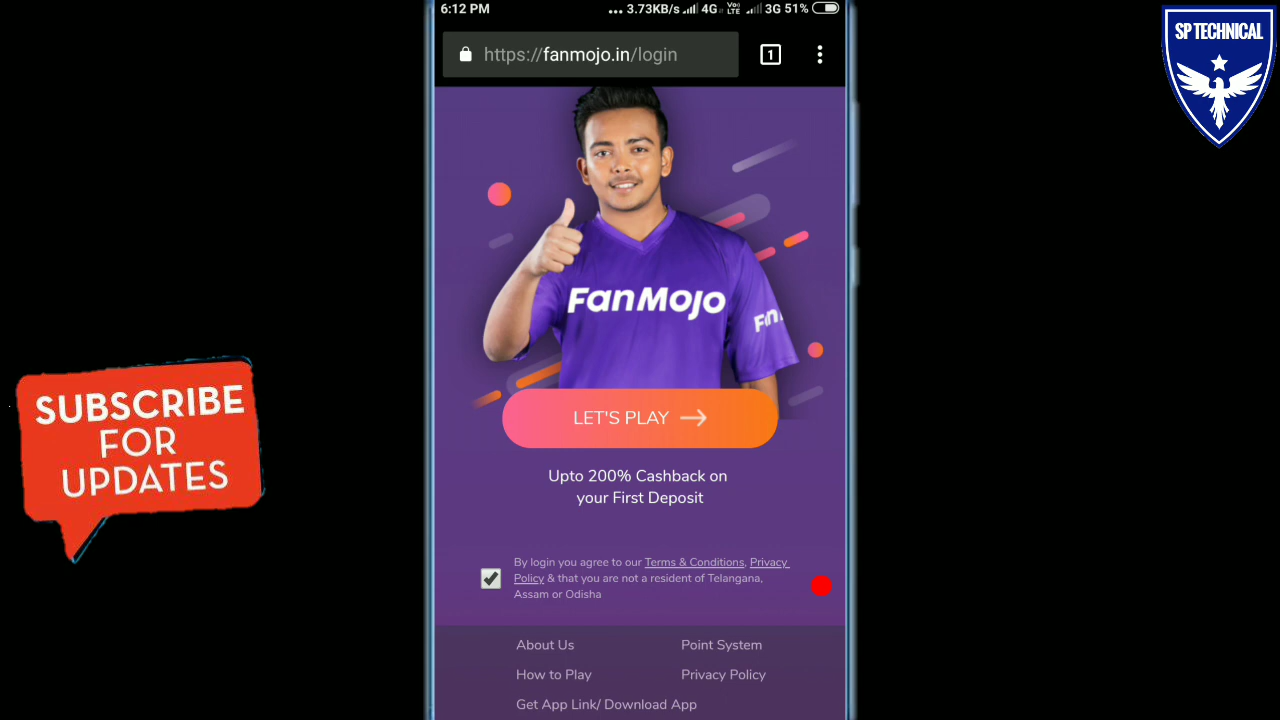 6:12 PM
... 3.73KB/s 4G Vo) LTE 3G 51%
https://fanmojo.in/login
1
SP TECHNICAL
FanMojo
Fan
LET'S PLAY
Upto 200% Cashback on
your First Deposit
SUBSCRIBE
FOR
UPDATES
By login you agree to our Terms & Conditions, Privacy
Policy & that you are not a resident of Telangana,
Assam or Odisha
About Us
Point System
How to Play
Privacy Policy
Get App Link/ Download App